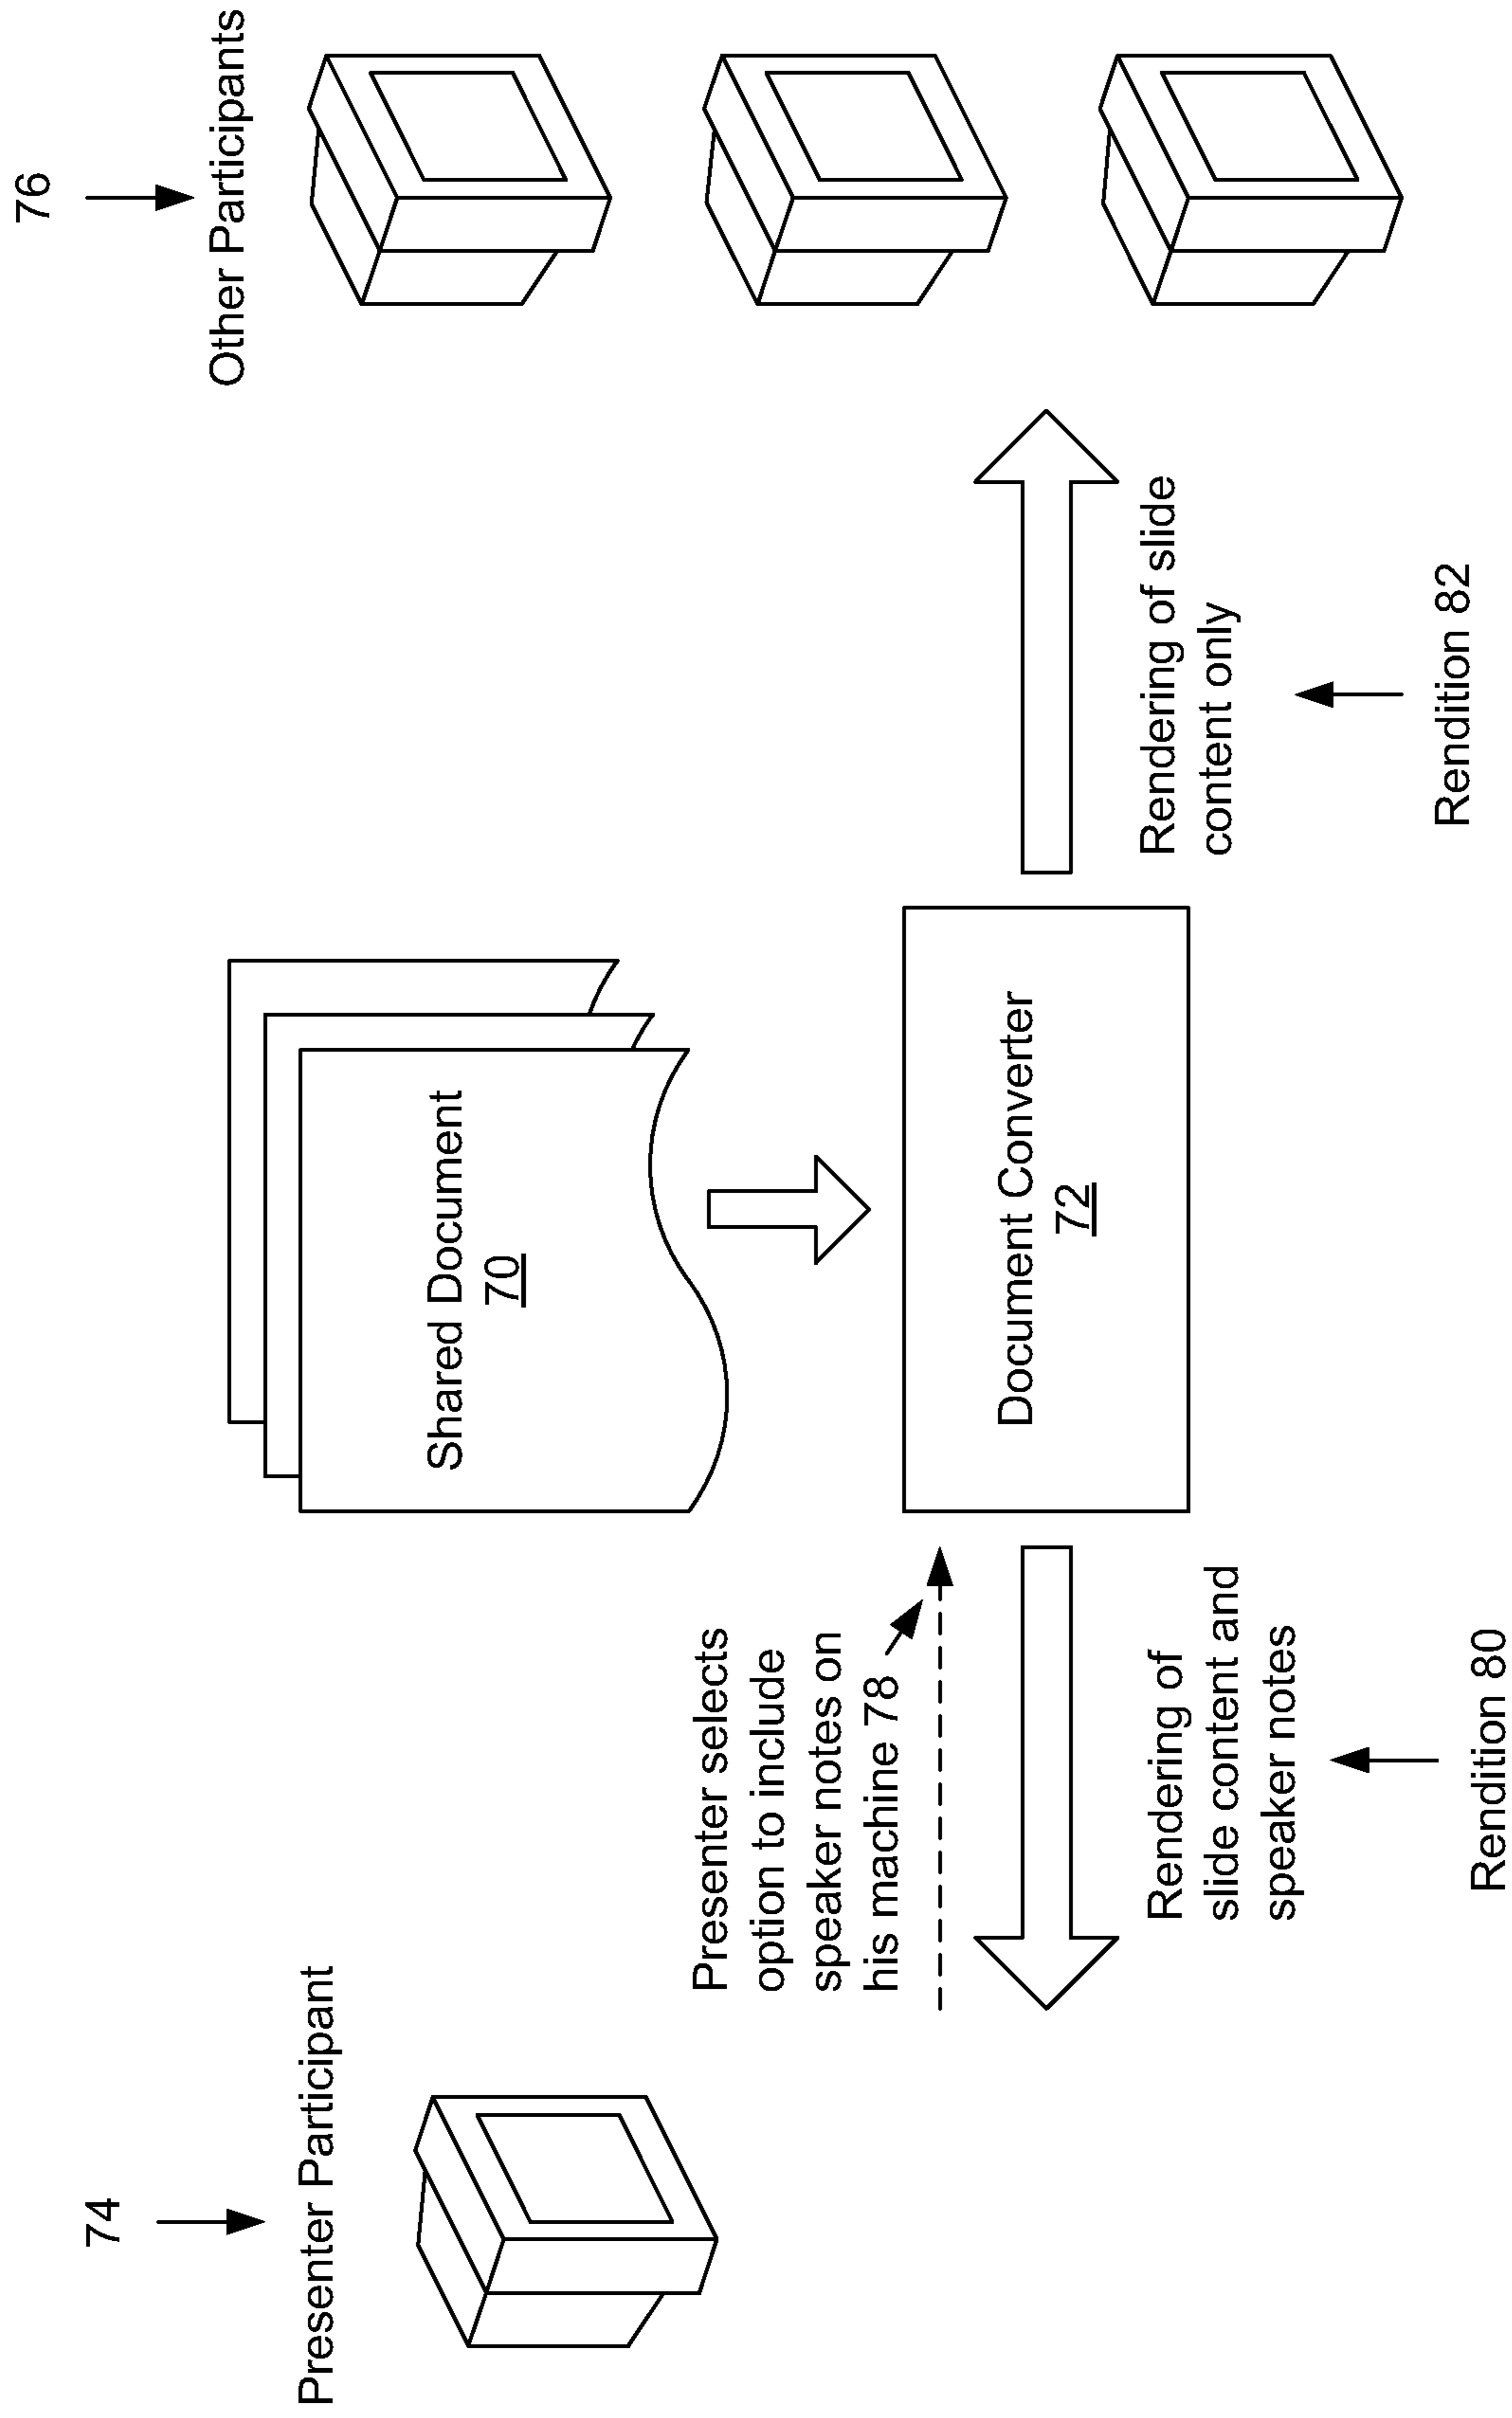 74
Presenter Participant
76
Other Participants
Shared Document
70
Presenter selects
option to include
speaker notes on
his machine 78
Document Converter
72
Rendering of
slide content and
speaker notes
Rendering of slide
content only
Rendition 80
Rendition 82